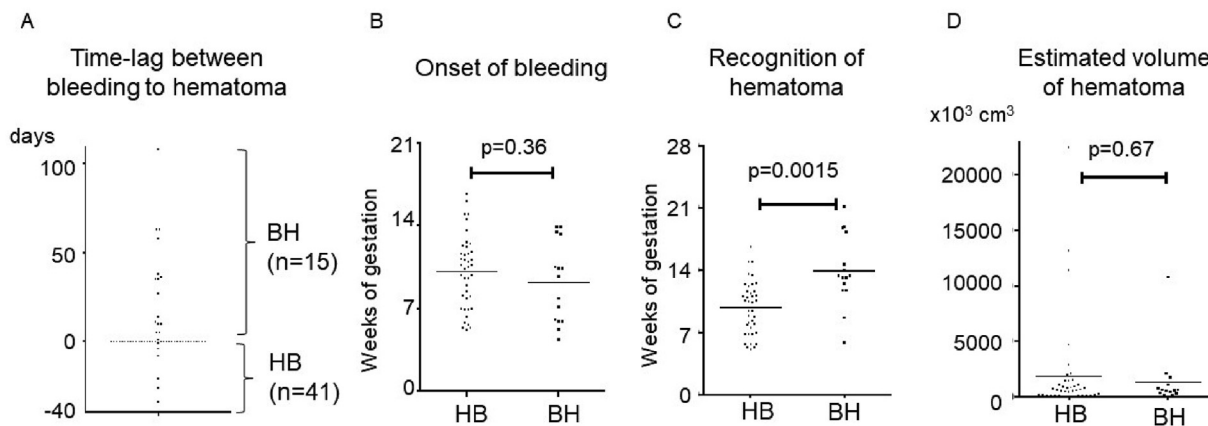 A
Time-lag between
bleeding to hematoma
days
100
50
0
-40
BH
(n=15)
HB
(n=41)
B
Onset of bleeding
Weeks of gestation
21
14
7
0
p=0.36
HB BH
C
Recognition of
hematoma
Weeks of gestation
28
21
14
7
0
p=0.0015
HB BH
D
Estimated volume
of hematoma
x10³ cm³
20000
15000
10000
5000
0
p=0.67
HB BH